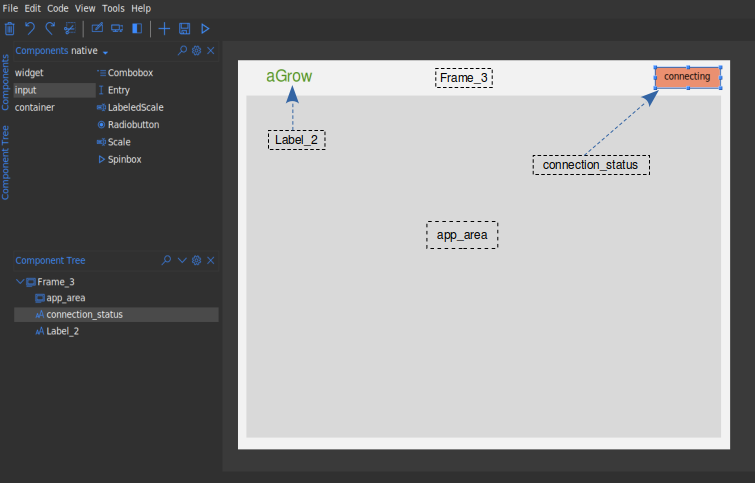 File Edit Code View Tools Help
Components native
Components
Component Tree
widget
input
container
Combobox
Entry
LabeledScale
Radiobutton
Scale
Spinbox
Component Tree
Frame_3
app_area
connection_status
Label_2
aGrow
Frame_3
connecting
Label_2
connection_status
app_area